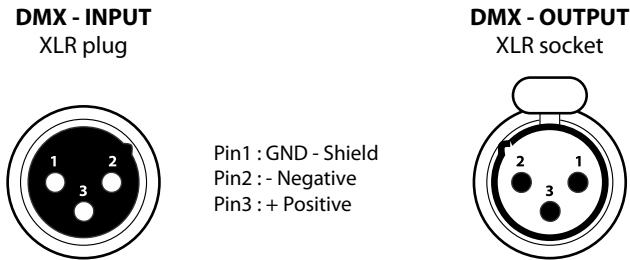 DMX - INPUT
XLR plug
1
2
3
Pin1 : GND - Shield
Pin2 : - Negative
Pin3 : + Positive
DMX - OUTPUT
XLR socket
2
1
3